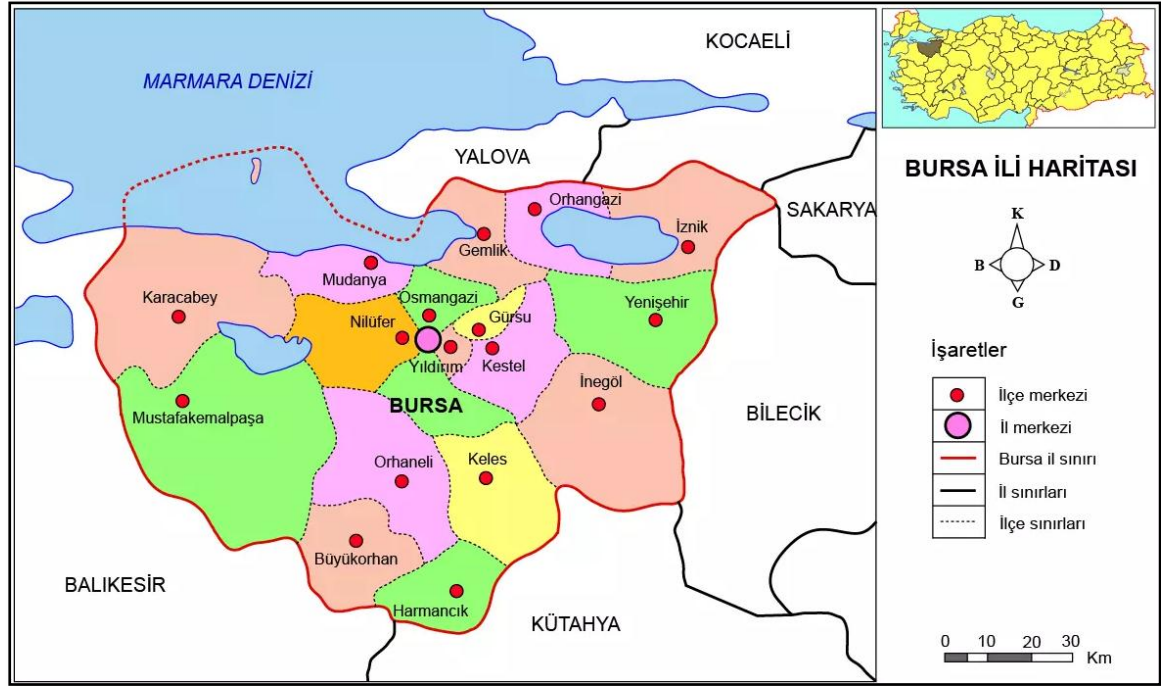 KOCAELİ
MARMARA DENİZİ
YALOVA
Orhangazi
SAKARYA
İznik
Gemlik
Mudanya
Karacabey
Osmangazi
Yenişehir
Nilüfer
Gürsu
Yıldırım
Kestel
İnegöl
Mustafakemalpaşa
BURSA
BİLECİK
Orhaneli
Keles
Büyükorhan
BALIKESİR
Harmancık
KÜTAHYA
BURSA İLİ HARİTASI
K
B D
G
İşaretler
İlçe merkezi
İl merkezi
Bursa il sınırı
İl sınırları
İlçe sınırları
0 10 20 30
Km